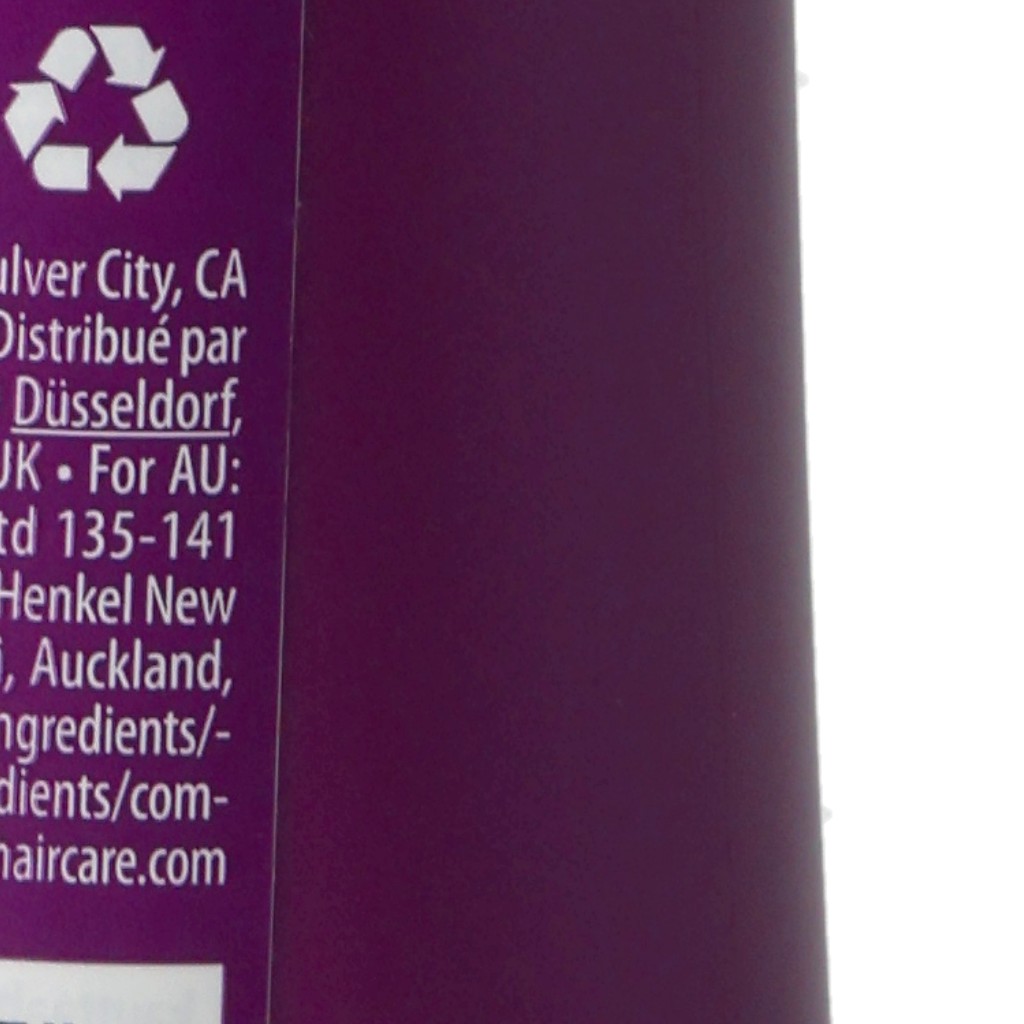 ulver City, CA
Distribué par
Düsseldorf,
UK • For AU:
td 135-141
Henkel New
i, Auckland,
ngredients/-
dients/com-
haircare.com